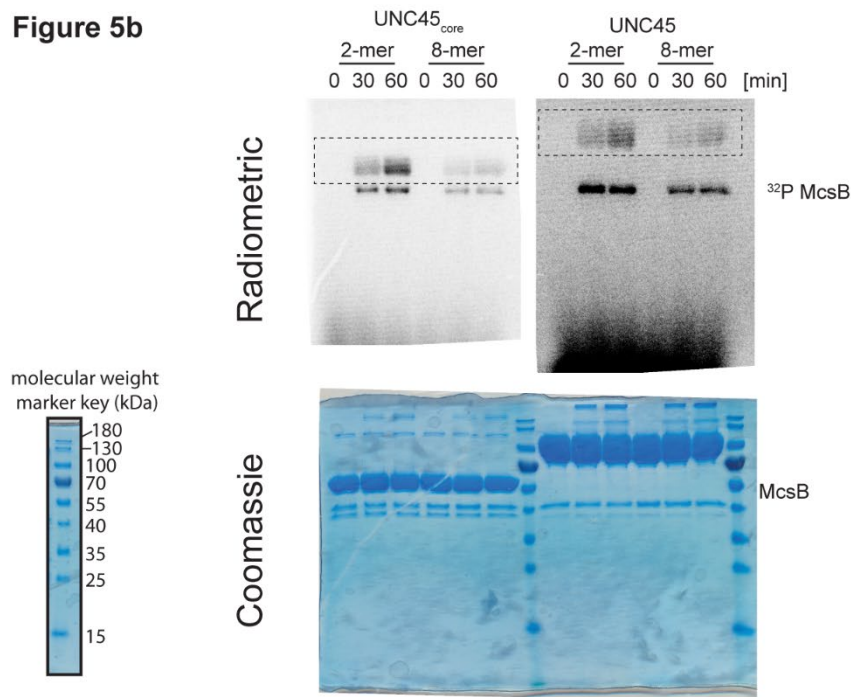 Figure 5b
UNC45core
UNC45
2-mer 8-mer
2-mer 8-mer
0 30 60 0 30 60
0 30 60 0 30 60 [min]
Radiometric
32P McsB
molecular weight
marker key (kDa)
180
130
100
70
55
40
35
25
15
Coomassie
McsB